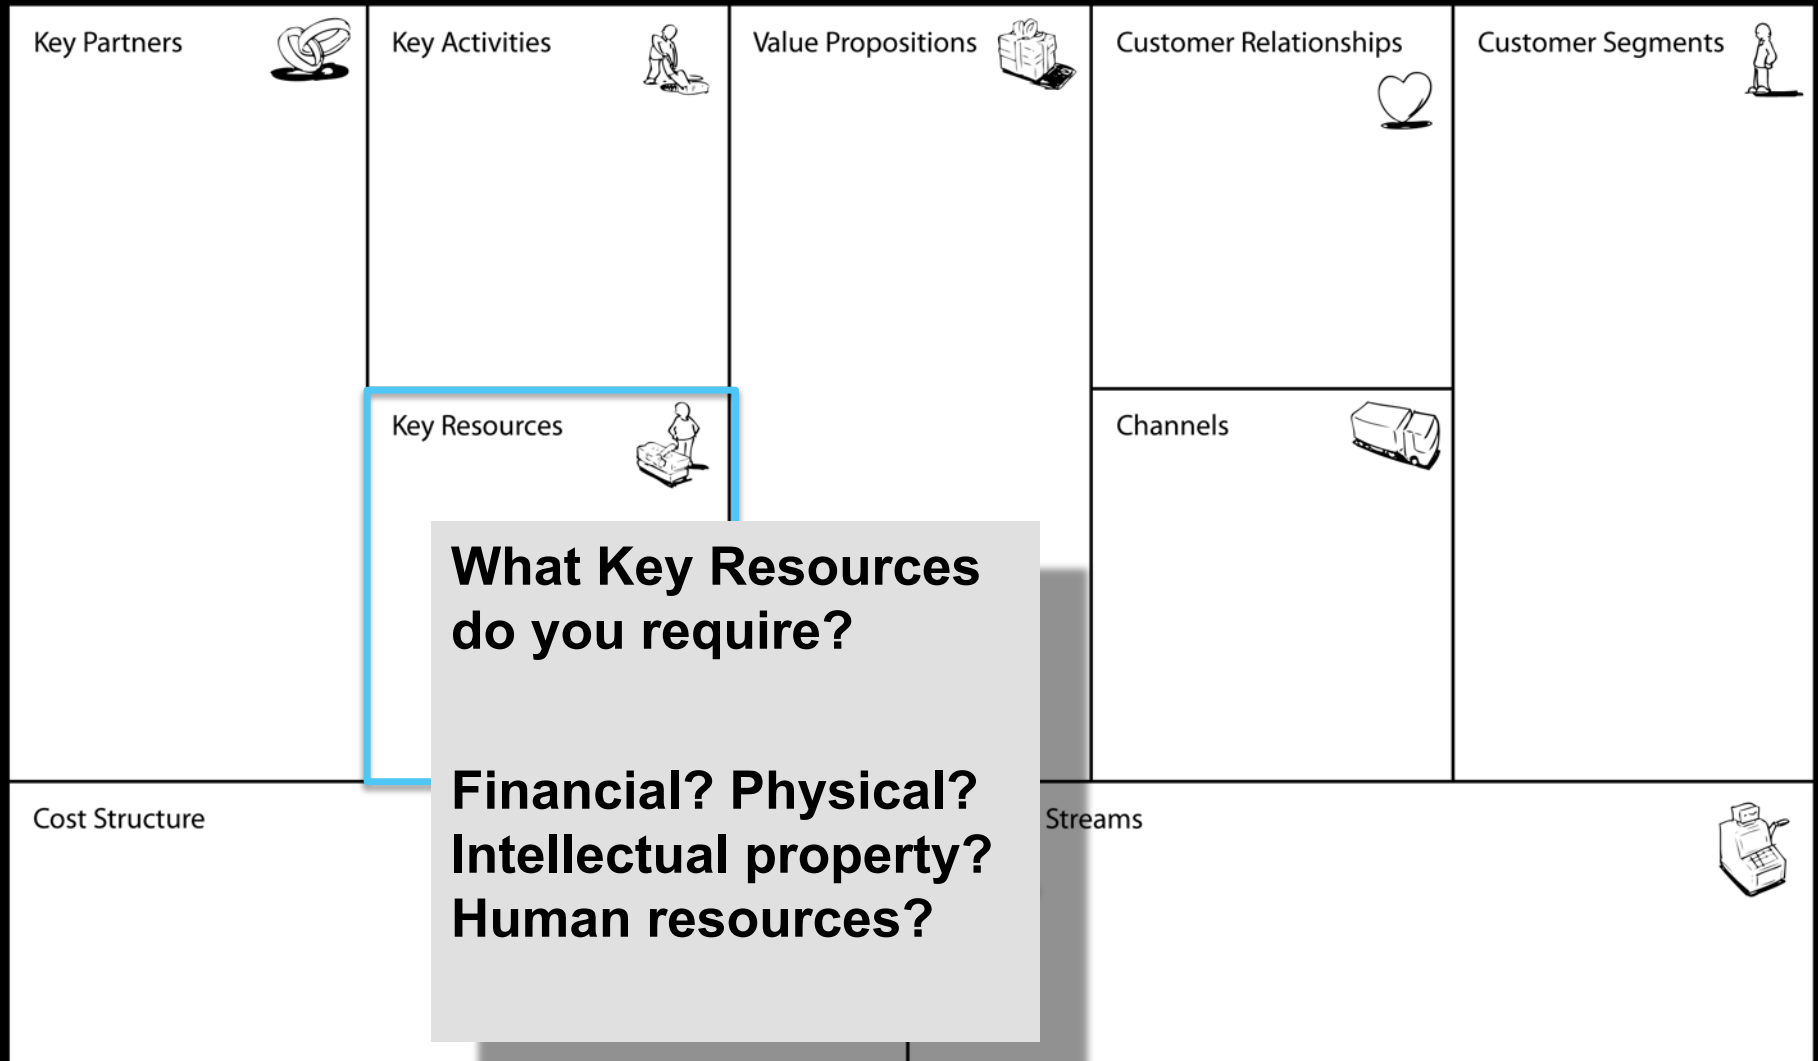 Key Partners
Key Activities
Value Propositions
Customer Relationships
Customer Segments
Key Resources
Channels
What Key Resources
do you require?
Financial? Physical?
Intellectual property?
Human resources?
Cost Structure
Streams